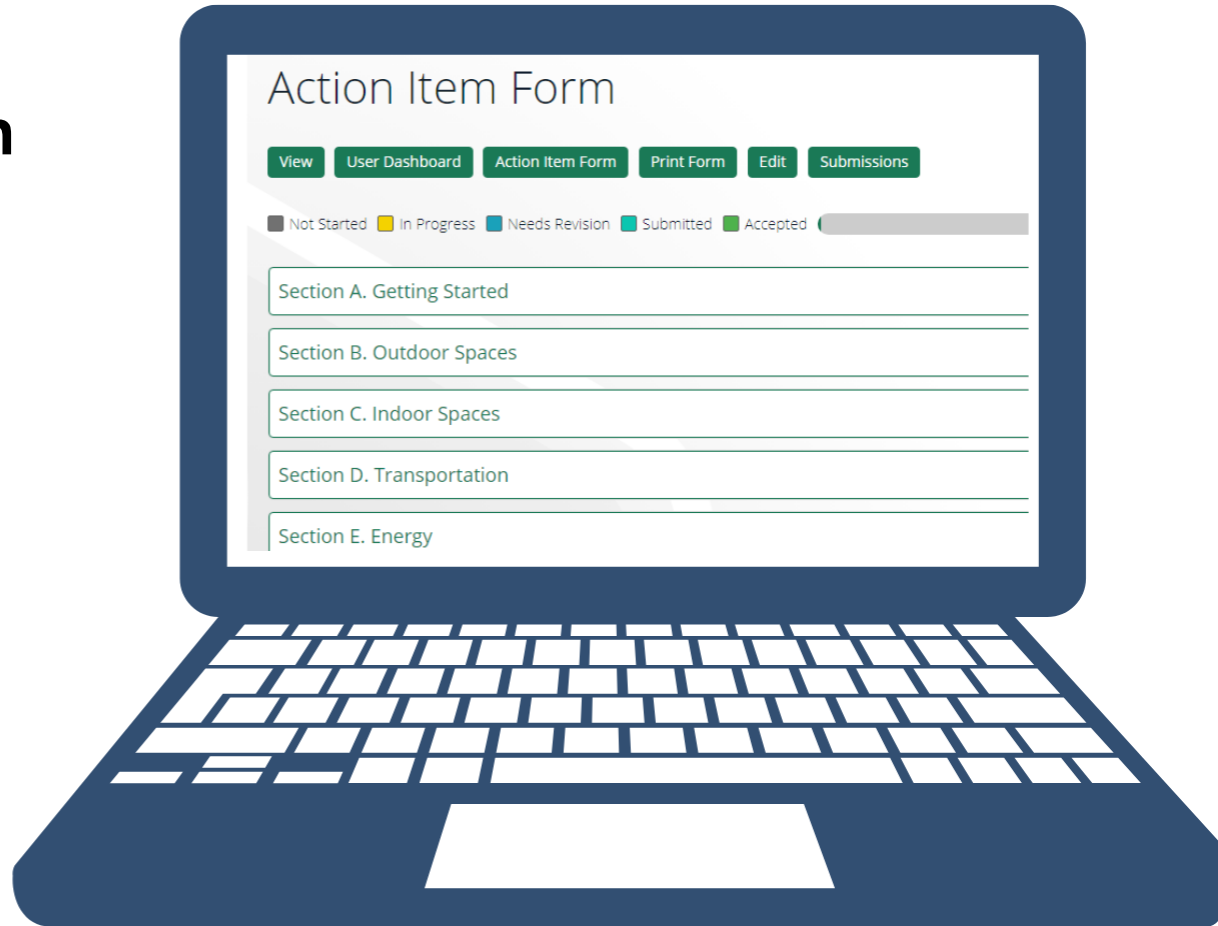 Action Item Form
View User Dashboard Action Item Form Print Form Edit Submissions
Not Started In Progress Needs Revision Submitted Accepted
Section A. Getting Started
Section B. Outdoor Spaces
Section C. Indoor Spaces
Section D. Transportation
Section E. Energy